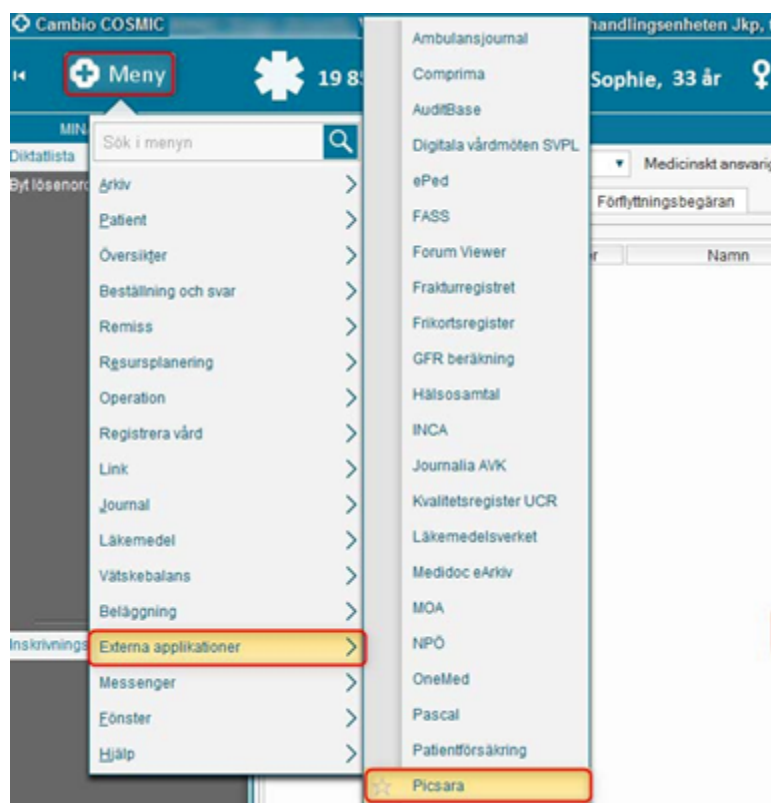 Cambio COSMIC
handlingsenheten Jkp,
Meny
19 8
Sophie, 33 år
MIN
Diktatlista
Byt lösenord
Sök i menyn
Arkiv
Patient
Översikter
Beställning och svar
Remiss
Resursplanering
Operation
Registrera vård
Link
Journal
Läkemedel
Vätskebalans
Beläggning
Externa applikationer
Messenger
Fönster
Hjälp
Inskrivnings
Ambulansjournal
Comprima
AuditBase
Digitala vårdmöten SVPL
ePed
FASS
Forum Viewer
Frakturregistret
Frikortsregister
GFR beräkning
Hälsosamtal
INCA
Journalia AVK
Kvalitetsregister UCR
Läkemedelsverket
Medidoc eArkiv
MOA
NPÖ
OneMed
Pascal
Patientförsäkring
Picsara
Medicinskt ansvarig
Förflyttningsbegäran
Namn